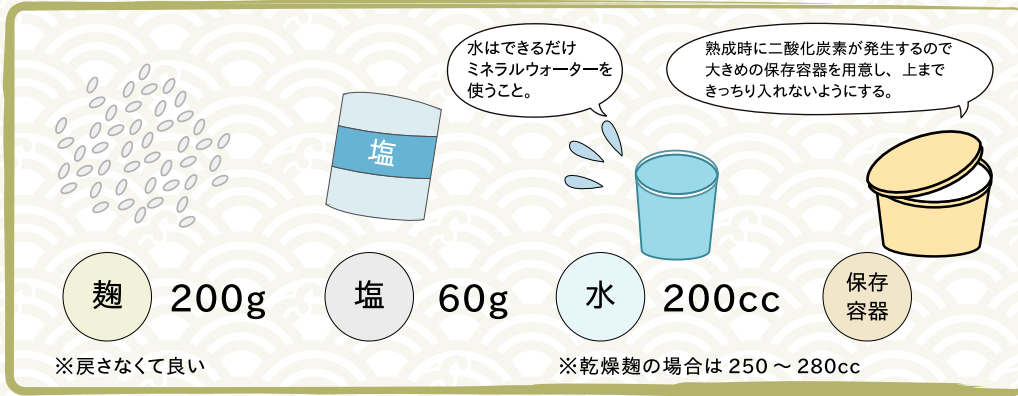 水はできるだけ
ミネラルウォーターを
使うこと。
熟成時に二酸化炭素が発生するので
大きめの保存容器を用意し、上まで
きっちり入れないようにする。
塩
麹 200g
塩 60g
水 200cc
保存
容器
※戻さなくて良い
※乾燥麹の場合は 250 ~ 280cc